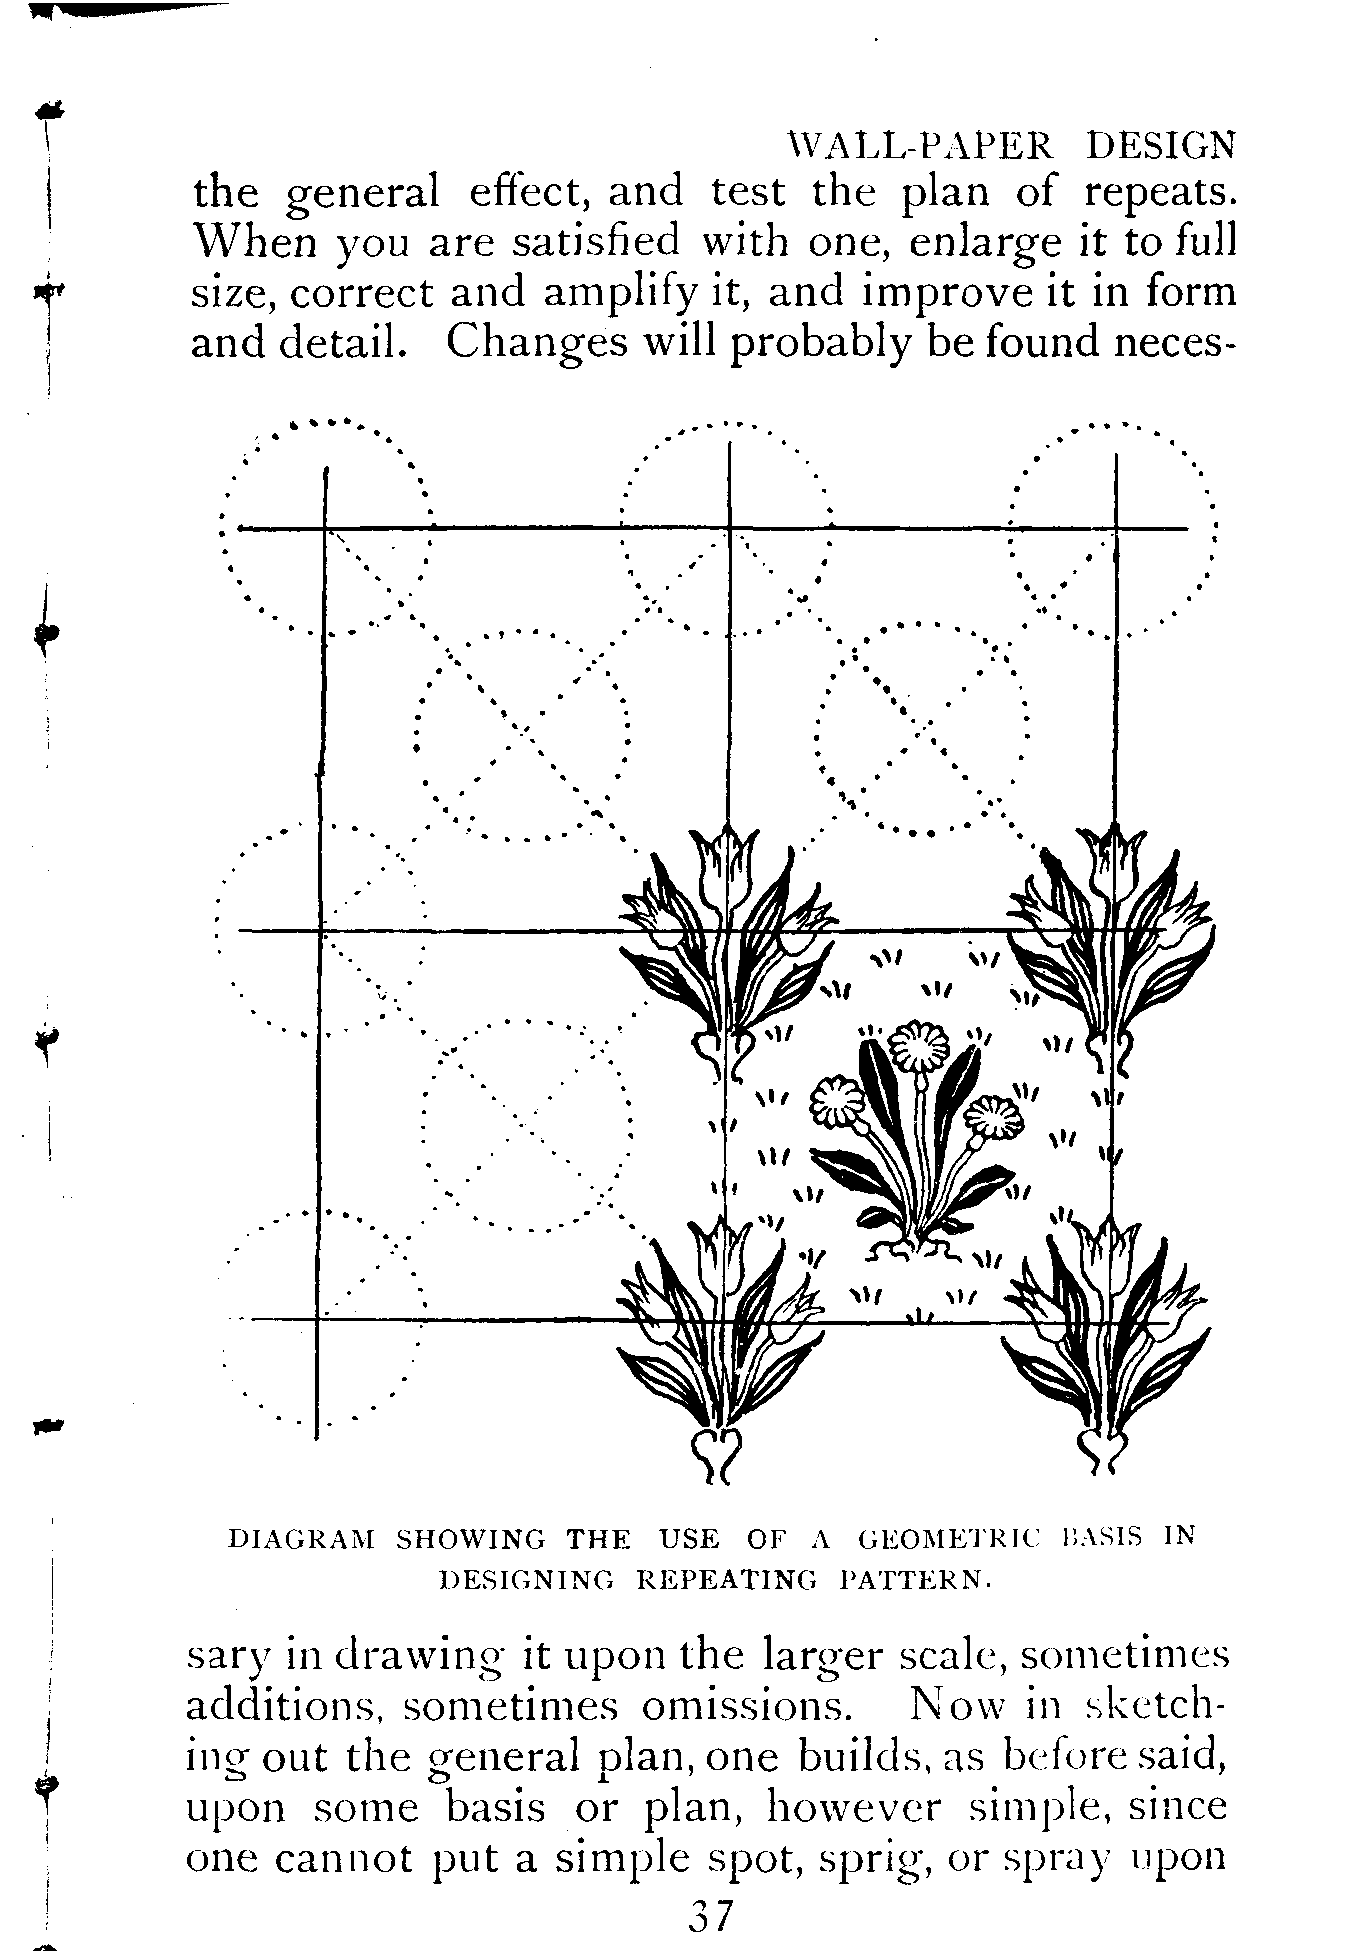 WALL-PAPER DESIGN
the general effect, and test the plan of repeats.
When you are satisfied with one, enlarge it to full
size, correct and amplify it, and improve it in form
and detail. Changes will probably be found neces-
DIAGRAM SHOWING THE USE OF A GEOMETRIC BASIS IN
DESIGNING REPEATING PATTERN.
sary in drawing it upon the larger scale, sometimes
additions, sometimes omissions. Now in sketch-
ing out the general plan, one builds, as before said,
upon some basis or plan, however simple, since
one cannot put a simple spot, sprig, or spray upon
37